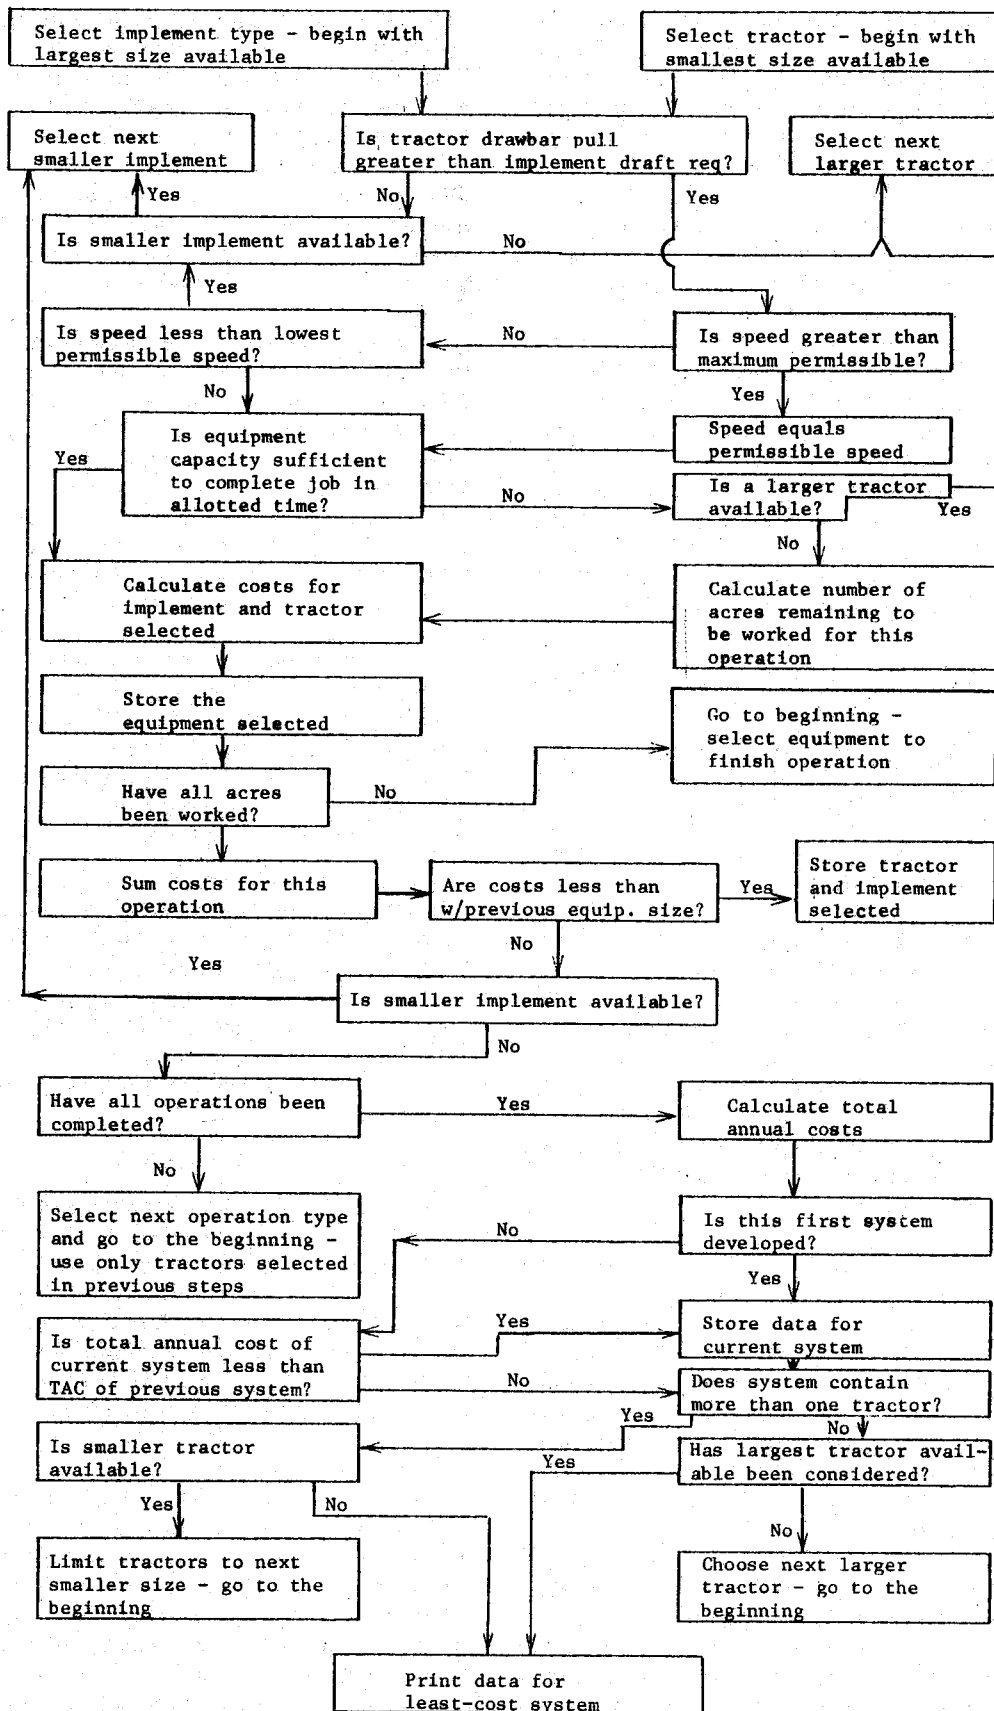 Select implement type - begin with
largest size available
Select tractor - begin with
smallest size available
Select next
smaller implement
Is tractor drawbar pull
greater than implement draft req?
Select next
larger tractor
Yes
No
Yes
Is smaller implement available?
No
Yes
Is speed less than lowest
permissible speed?
No
Is speed greater than
maximum permissible?
No
Yes
Is equipment
capacity sufficient
to complete job in
allotted time?
Speed equals
permissible speed
Yes
No
Is a larger tractor
available?
Yes
No
Calculate costs for
implement and tractor
selected
Calculate number of
acres remaining to
be worked for this
operation
Store the
equipment selected
Go to beginning -
select equipment to
finish operation
Have all acres
been worked?
No
Sum costs for this
operation
Are costs less than
w/previous equip. size?
Yes
Store tractor
and implement
selected
No
Yes
Is smaller implement available?
No
Have all operations been
completed?
Yes
Calculate total
annual costs
No
Select next operation type
and go to the beginning -
use only tractors selected
in previous steps
No
Is this first system
developed?
Yes
Is total annual cost of
current system less than
TAC of previous system?
Yes
Store data for
current system
No
Does system contain
more than one tractor?
Yes
No
Is smaller tractor
available?
Yes
Has largest tractor avail-
able been considered?
Yes
No
No
Limit tractors to next
smaller size - go to the
beginning
Choose next larger
tractor - go to the
beginning
Print data for
least-cost system